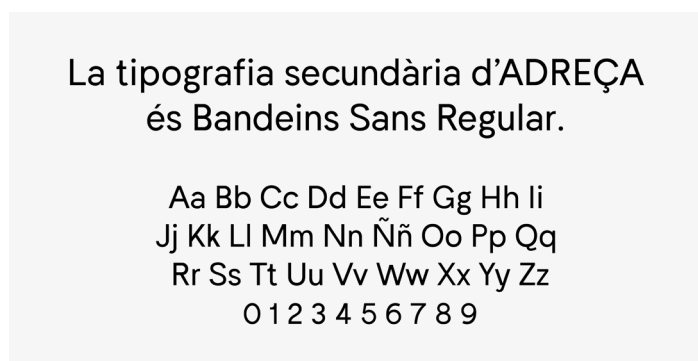 La tipografia secundària d’ADREÇA
és Bandeins Sans Regular.
Aa Bb Cc Dd Ee Ff Gg Hh Ii
Jj Kk Ll Mm Nn Ññ Oo Pp Qq
Rr Ss Tt Uu Vv Ww Xx Yy Zz
0 1 2 3 4 5 6 7 8 9